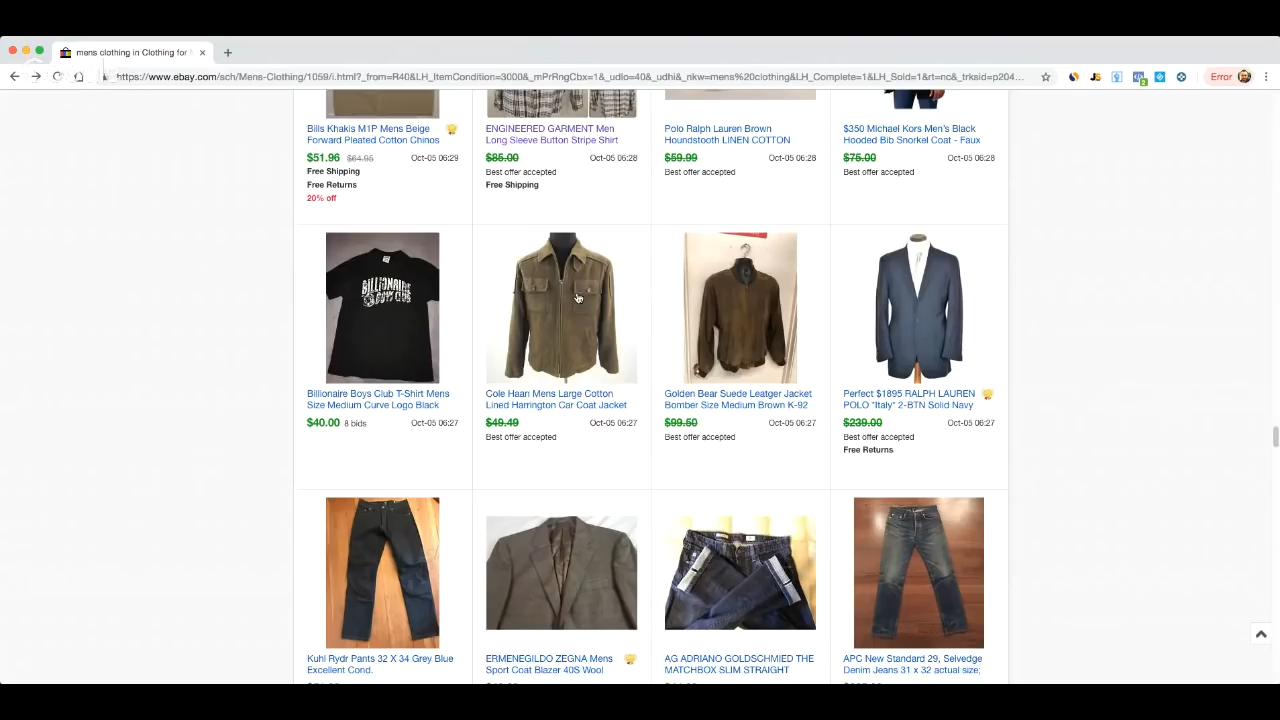 mens clothing in Clothing for
https://www.ebay.com/sch/Mens-Clothing/1059/i.html?_from=R40&LH_ItemCondition=3000&_mPrRngCbx=1&_udlo=40&_udhi&_nkw=mens%20clothing&LH_Complete=1&LH_Sold=1&rt=nc&_trksid=p204...
Error
Bills Khakis M1P Mens Beige
Forward Pleated Cotton Chinos
$51.96 $64.95 Oct-05 06:29
Free Shipping
Free Returns
20% off
ENGINEERED GARMENT Men
Long Sleeve Button Stripe Shirt
$85.00 Oct-05 06:28
Best offer accepted
Free Shipping
Polo Ralph Lauren Brown
Houndstooth LINEN COTTON
$59.99 Oct-05 06:28
Best offer accepted
$350 Michael Kors Men's Black
Hooded Bib Snorkel Coat - Faux
$75.00 Oct-05 06:28
Best offer accepted
BILLIONAIRE
BOYS CLUB
Billionaire Boys Club T-Shirt Mens
Size Medium Curve Logo Black
$40.00 8 bids Oct-05 06:27
Cole Haan Mens Large Cotton
Lined Harrington Car Coat Jacket
$49.49 Oct-05 06:27
Best offer accepted
Golden Bear Suede Leatger Jacket
Bomber Size Medium Brown K-92
$99.50 Oct-05 06:27
Best offer accepted
Perfect $1895 RALPH LAUREN
POLO "Italy" 2-BTN Solid Navy
$239.00 Oct-05 06:27
Best offer accepted
Free Returns
Kuhl Rydr Pants 32 X 34 Grey Blue
Excellent Cond.
ERMENEGILDO ZEGNA Mens
Sport Coat Blazer 40S Wool
AG ADRIANO GOLDSCHMIED THE
MATCHBOX SLIM STRAIGHT
APC New Standard 29, Selvedge
Denim Jeans 31 x 32 actual size;